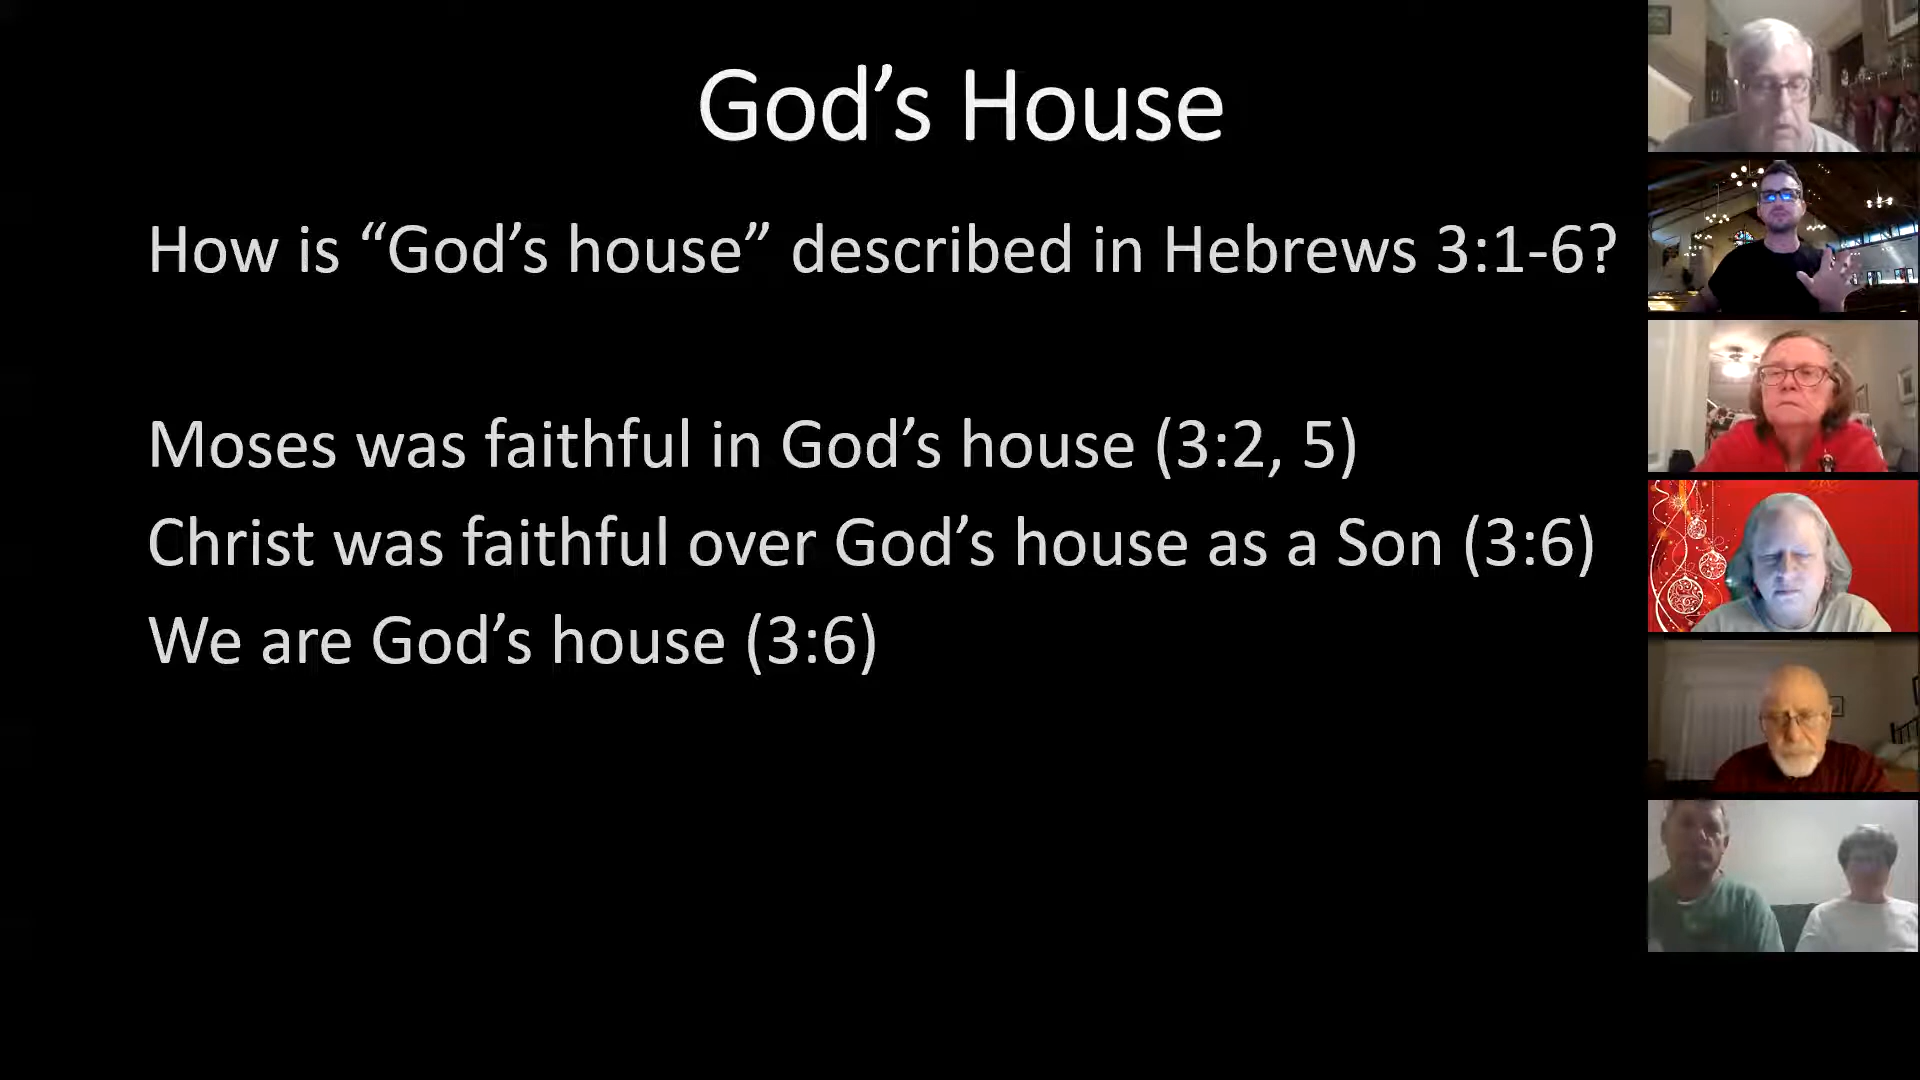 God’s House
How is “God’s house” described in Hebrews 3:1-6?
Moses was faithful in God’s house (3:2, 5)
Christ was faithful over God’s house as a Son (3:6)
We are God’s house (3:6)